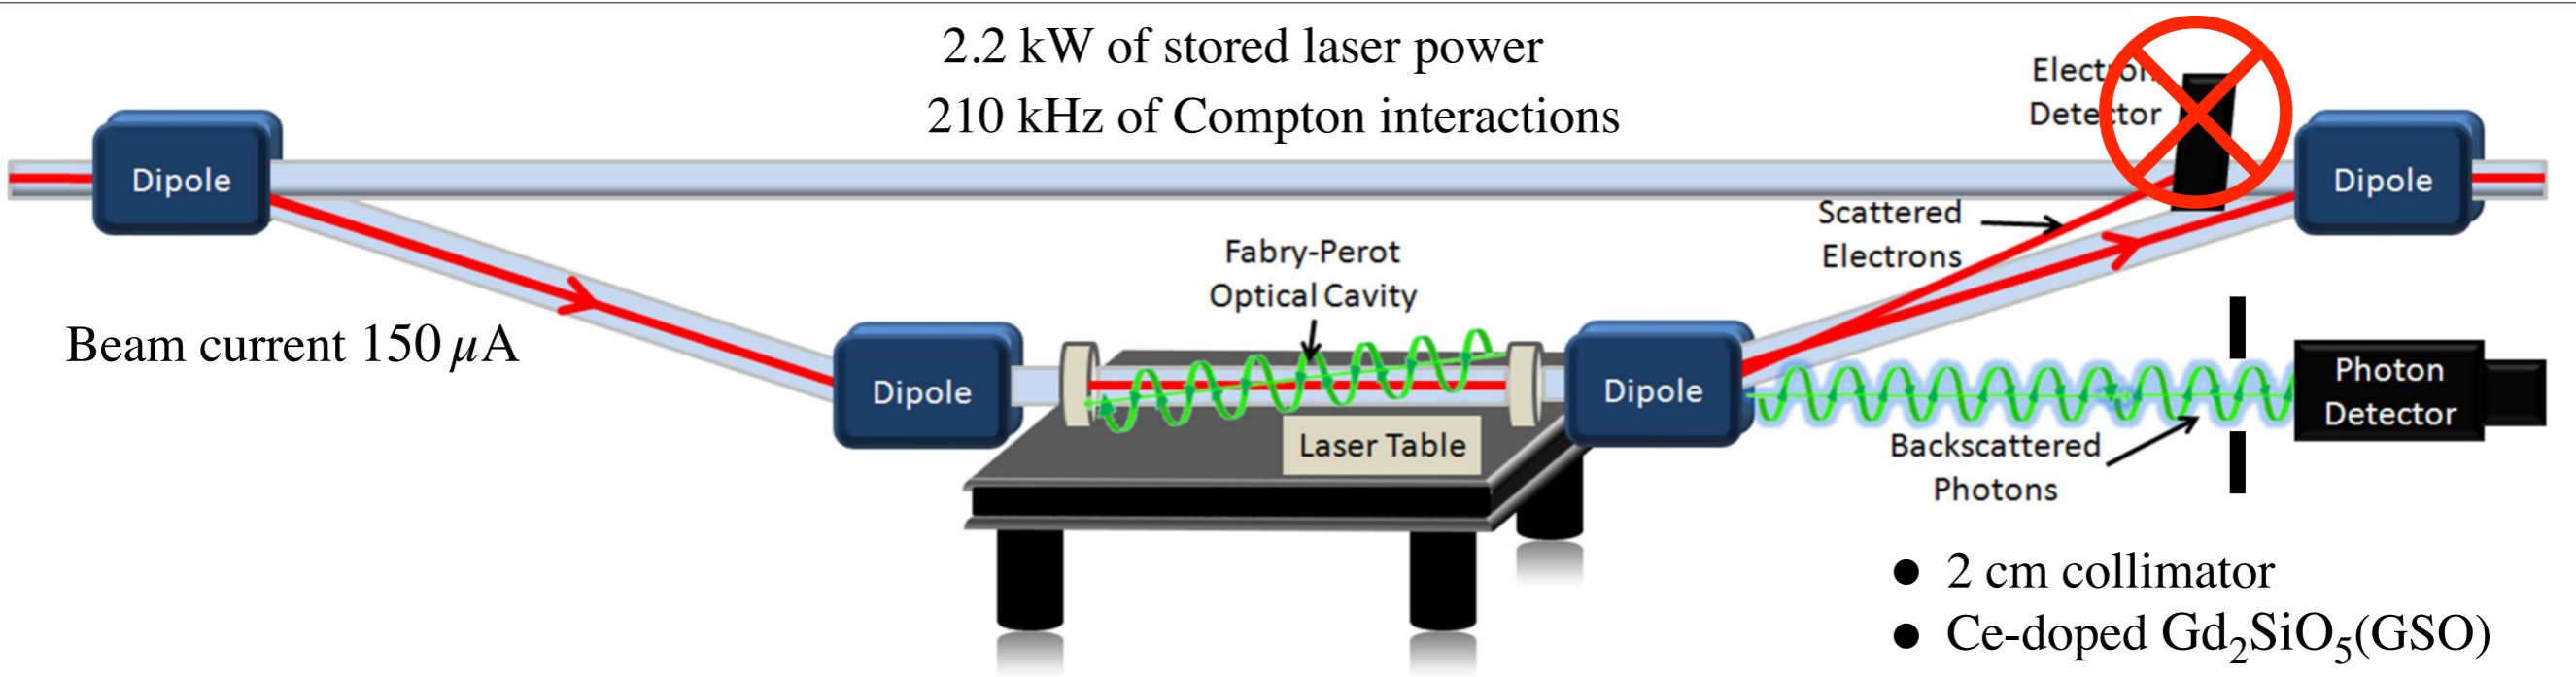 2.2 kW of stored laser power
210 kHz of Compton interactions
Electron
Detector
Dipole
Dipole
Scattered
Electrons
Fabry-Perot
Optical Cavity
Beam current 150 μA
Dipole
Dipole
Photon
Detector
Laser Table
Backscattered
Photons
● 2 cm collimator
● Ce-doped Gd₂SiO₅(GSO)